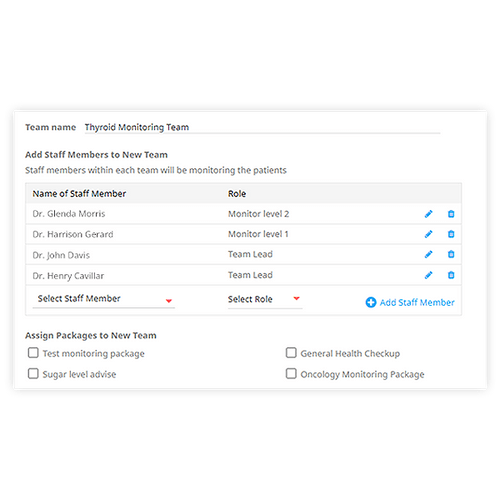 Team name Thyroid Monitoring Team
Add Staff Members to New Team
Staff members within each team will be monitoring the patients
Name of Staff Member Role
Dr. Glenda Morris Monitor level 2
Dr. Harrison Gerard Monitor level 1
Dr. John Davis Team Lead
Dr. Henry Cavillar Team Lead
Select Staff Member Select Role Add Staff Member
Assign Packages to New Team
Test monitoring package General Health Checkup
Sugar level advise Oncology Monitoring Package